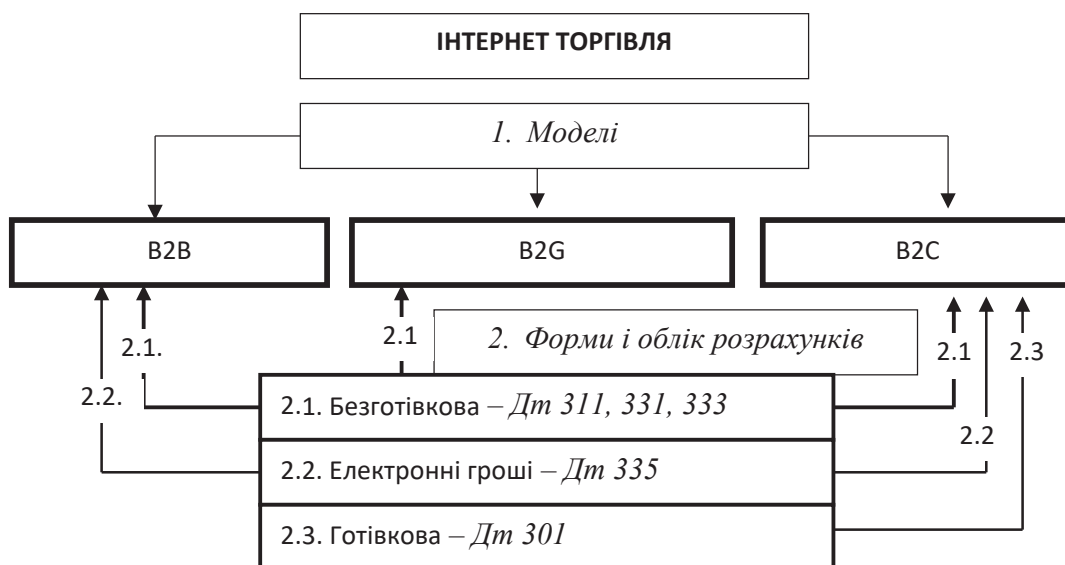 ІНТЕРНЕТ ТОРГІВЛЯ
1. Моделі
B2B
B2G
B2C
2.1.
2.1
2. Форми і облік розрахунків
2.1
2.3
2.2.
2.1. Безготівкова – Дт 311, 331, 333
2.2
2.2. Електронні гроші – Дт 335
2.3. Готівкова – Дт 301